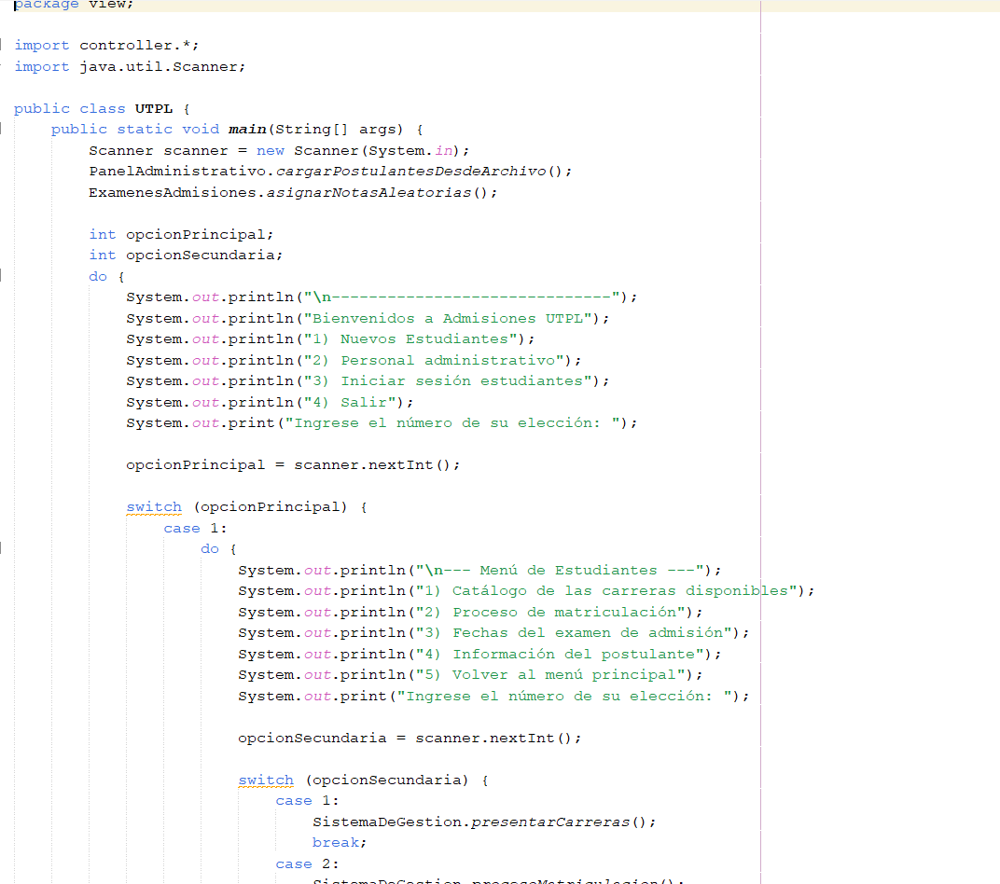 package view;
import controller.*;
import java.util.Scanner;
public class UTPL {
public static void main(String[] args) {
Scanner scanner = new Scanner(System.in);
PanelAdministrativo.cargarPostulantesDesdeArchivo();
ExamenesAdmisiones.asignarNotasAleatorias();
int opcionPrincipal;
int opcionSecundaria;
do {
System.out.println("\n------------------------------");
System.out.println("Bienvenidos a Admisiones UTPL");
System.out.println("1) Nuevos Estudiantes");
System.out.println("2) Personal administrativo");
System.out.println("3) Iniciar sesión estudiantes");
System.out.println("4) Salir");
System.out.print("Ingrese el número de su elección: ");
opcionPrincipal = scanner.nextInt();
switch (opcionPrincipal) {
case 1:
do {
System.out.println("\n--- Menú de Estudiantes ---");
System.out.println("1) Catálogo de las carreras disponibles");
System.out.println("2) Proceso de matriculación");
System.out.println("3) Fechas del examen de admisión");
System.out.println("4) Información del postulante");
System.out.println("5) Volver al menú principal");
System.out.print("Ingrese el número de su elección: ");
opcionSecundaria = scanner.nextInt();
switch (opcionSecundaria) {
case 1:
SistemaDeGestion.presentarCarreras();
break;
case 2:
SistemaDeGestion.procesoMatriculacion();